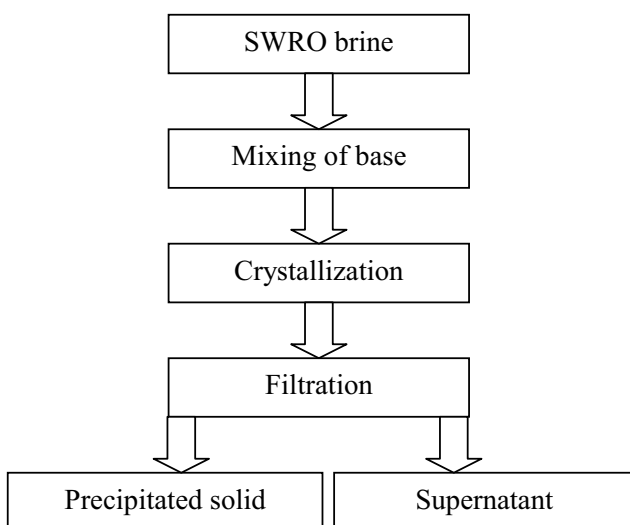 SWRO brine
Mixing of base
Crystallization
Filtration
Precipitated solid
Supernatant